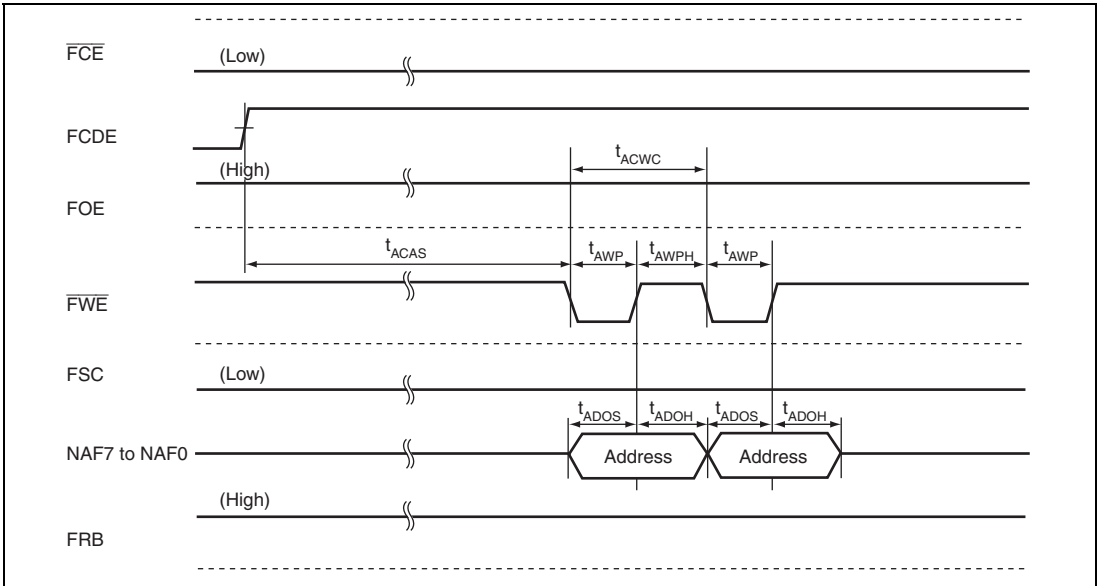 FCE (Low)
FCDE
(High)
FOE
tACWC
tACAS tAWP tAWPH tAWP
FWE
FSC (Low)
tADOS tADOH tADOS tADOH
NAF7 to NAF0 Address Address
(High)
FRB